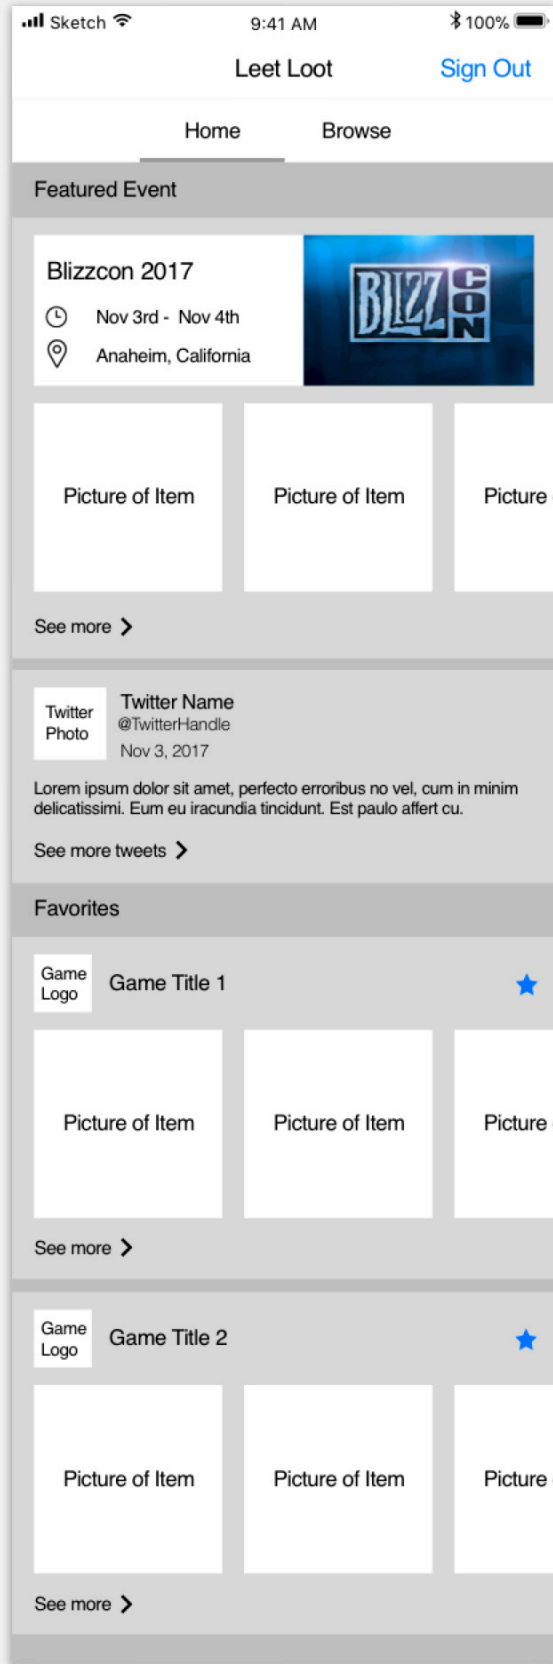 Sketch 9:41 AM 100%
Leet Loot Sign Out
Home Browse
Featured Event
Blizzcon 2017
Nov 3rd - Nov 4th
Anaheim, California
BLIZZCON
Picture of Item Picture of Item Picture
See more
Twitter Photo
Twitter Name
@TwitterHandle
Nov 3, 2017
Lorem ipsum dolor sit amet, perfecto erroribus no vel, cum in minim
delicatissimi. Eum eu iracundia tincidunt. Est paulo affert cu.
See more tweets
Favorites
Game
Logo
Game Title 1
Picture of Item Picture of Item Picture
See more
Game
Logo
Game Title 2
Picture of Item Picture of Item Picture
See more